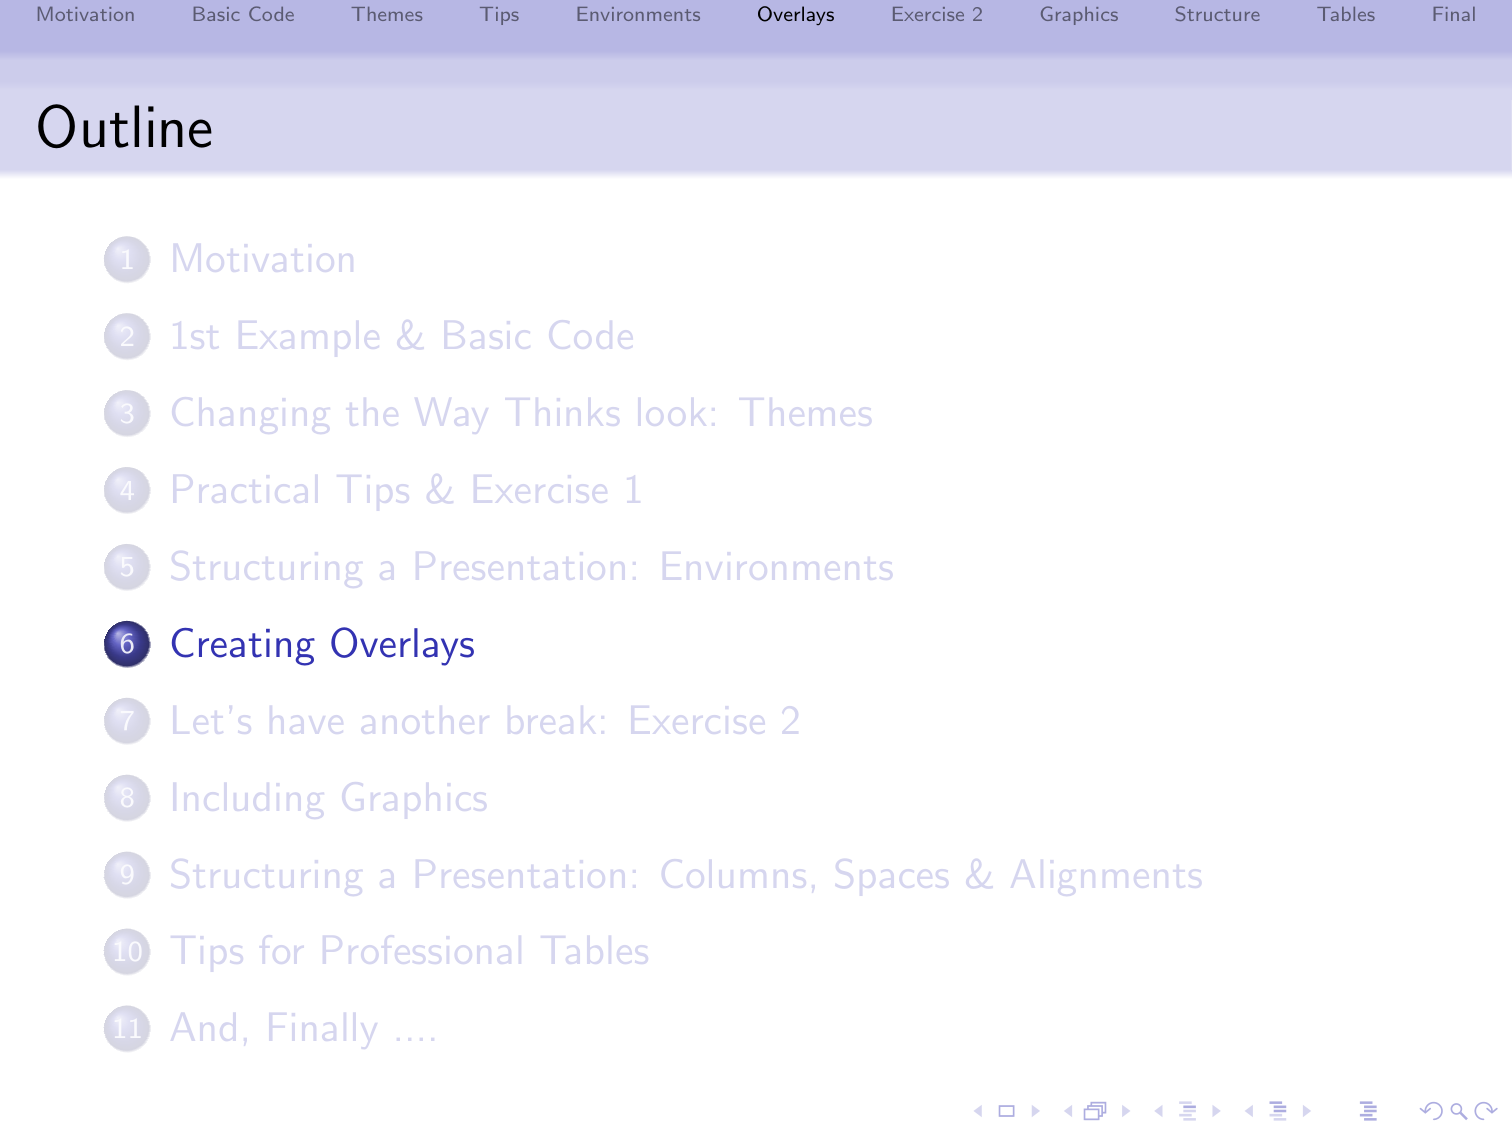 Motivation Basic Code Themes Tips Environments Overlays Exercise 2 Graphics Structure Tables Final
Outline
1 Motivation
2 1st Example & Basic Code
3 Changing the Way Thinks look: Themes
4 Practical Tips & Exercise 1
5 Structuring a Presentation: Environments
6 Creating Overlays
7 Let's have another break: Exercise 2
8 Including Graphics
9 Structuring a Presentation: Columns, Spaces & Alignments
10 Tips for Professional Tables
11 And, Finally ....